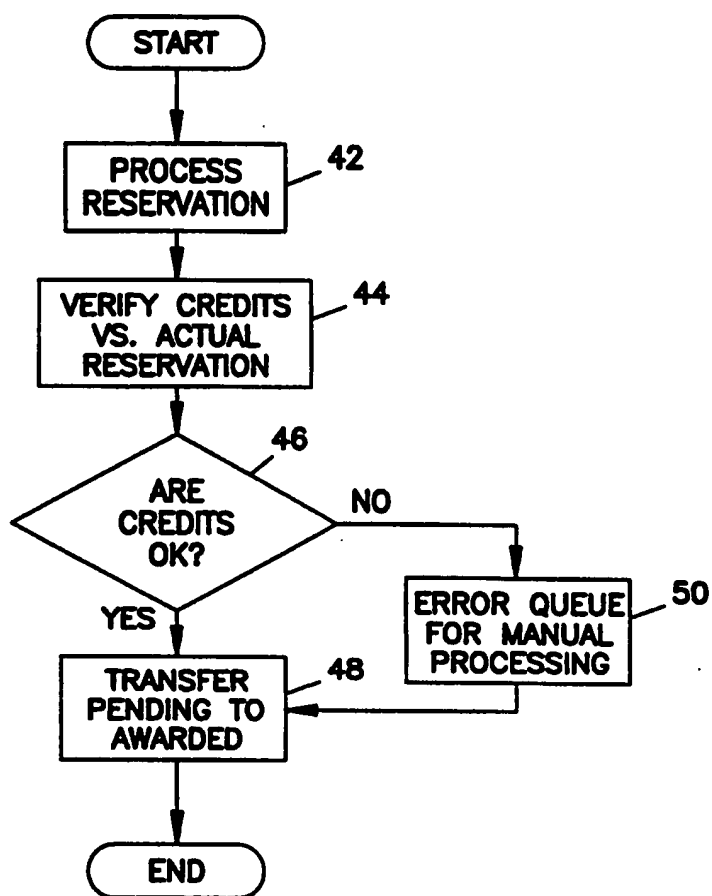 START
PROCESS
RESERVATION
42
VERIFY CREDITS
VS. ACTUAL
RESERVATION
44
ARE
CREDITS
OK?
46
NO
YES
ERROR QUEUE
FOR MANUAL
PROCESSING
50
TRANSFER
PENDING TO
AWARDED
48
END